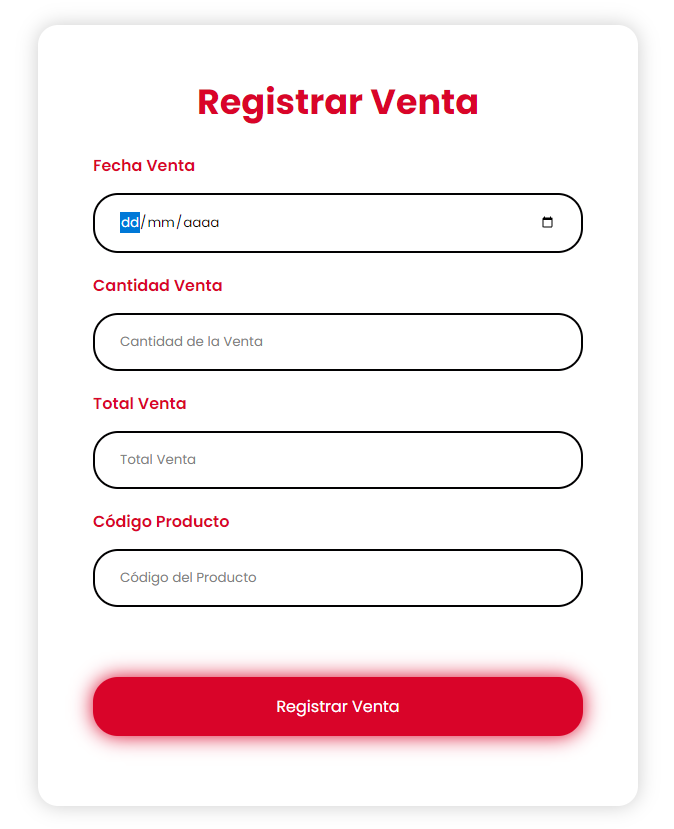 Registrar Venta
Fecha Venta
dd/mm/aaaa
Cantidad Venta
Cantidad de la Venta
Total Venta
Total Venta
Código Producto
Código del Producto
Registrar Venta